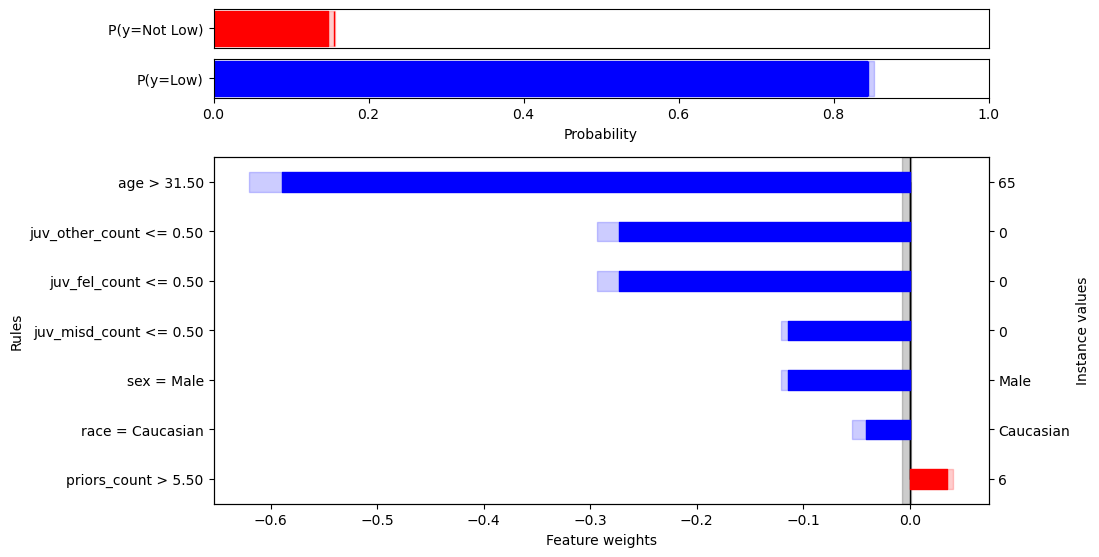 P(y=Not Low)
P(y=Low)
0.0 0.2 0.4 0.6 0.8 1.0
Probability
age > 31.50 65
juv_other_count <= 0.50 0
juv_fel_count <= 0.50 0
juv_misd_count <= 0.50 0
sex = Male Male
race = Caucasian Caucasian
priors_count > 5.50 6
Rules
Instance values
−0.6 −0.5 −0.4 −0.3 −0.2 −0.1 0.0
Feature weights